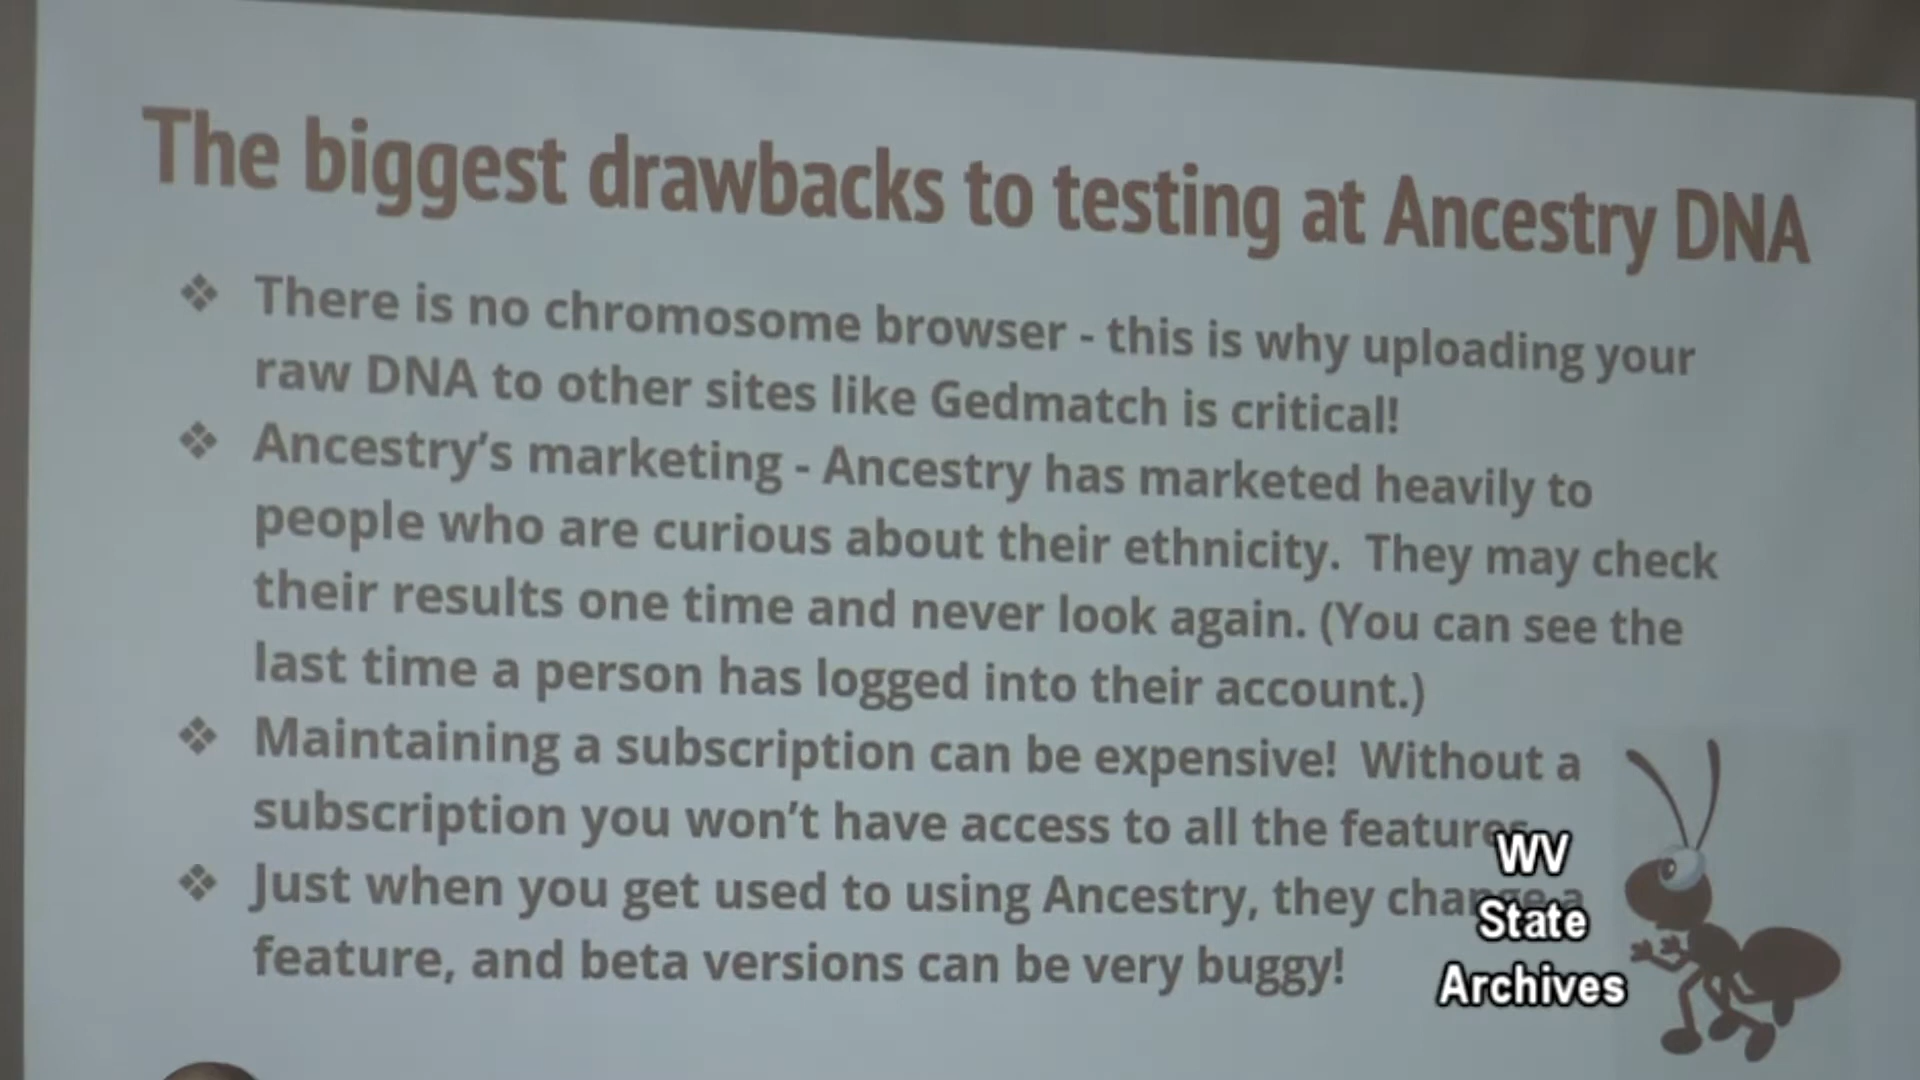 The biggest drawbacks to testing at Ancestry DNA
❖ There is no chromosome browser - this is why uploading your
raw DNA to other sites like Gedmatch is critical!
❖ Ancestry's marketing - Ancestry has marketed heavily to
people who are curious about their ethnicity. They may check
their results one time and never look again. (You can see the
last time a person has logged into their account.)
❖ Maintaining a subscription can be expensive! Without a
subscription you won't have access to all the features
❖ Just when you get used to using Ancestry, they change a
feature, and beta versions can be very buggy!
WV
State
Archives